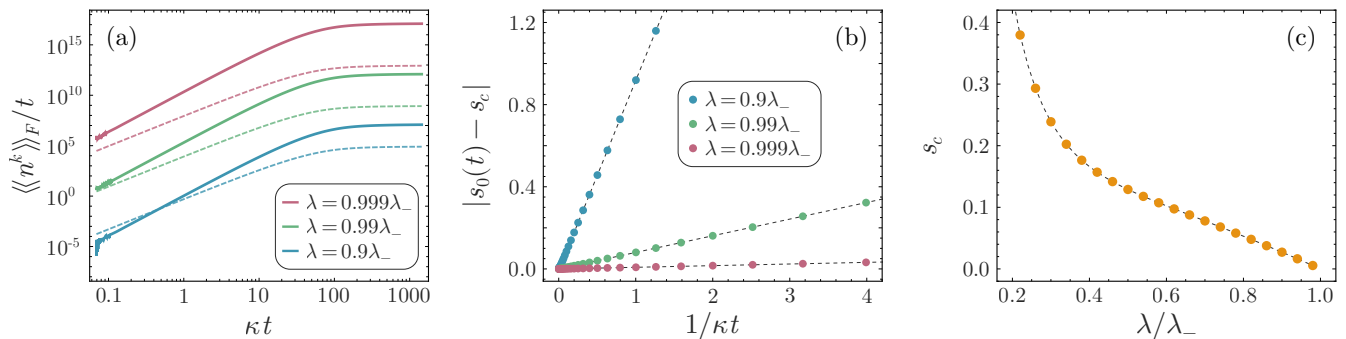 (a)
⟨⟨n^k⟩⟩_F/t
10^15
10^10
10^5
10^0
10^−5
λ = 0.999λ_−
λ = 0.99λ_−
λ = 0.9λ_−
0.1 1 10 100 1000
κt
(b)
|s_0(t) − s_c|
1.2
0.8
0.4
0.0
λ = 0.9λ_−
λ = 0.99λ_−
λ = 0.999λ_−
0 1 2 3 4
1/κt
(c)
s_c
0.4
0.3
0.2
0.1
0.0
0.2 0.4 0.6 0.8 1.0
λ/λ_−